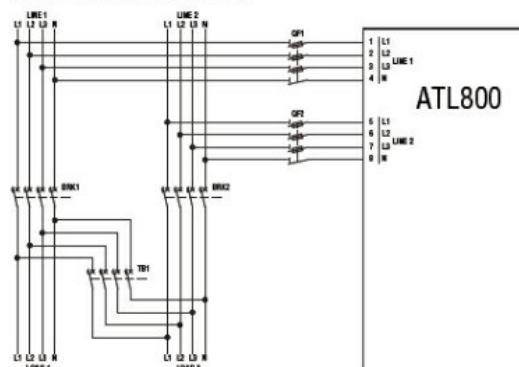 LINE 1
L1 L2 L3 N
LINE 2
L1 L2 L3 N
QF1
1 L1
2 L2
3 L3
4 N
LINE 1
ATL800
QF2
5 L1
6 L2
7 L3
8 N
LINE 2
BRK1
BRK2
TB1
L1 L2 L3 N
L1 L2 L3 N